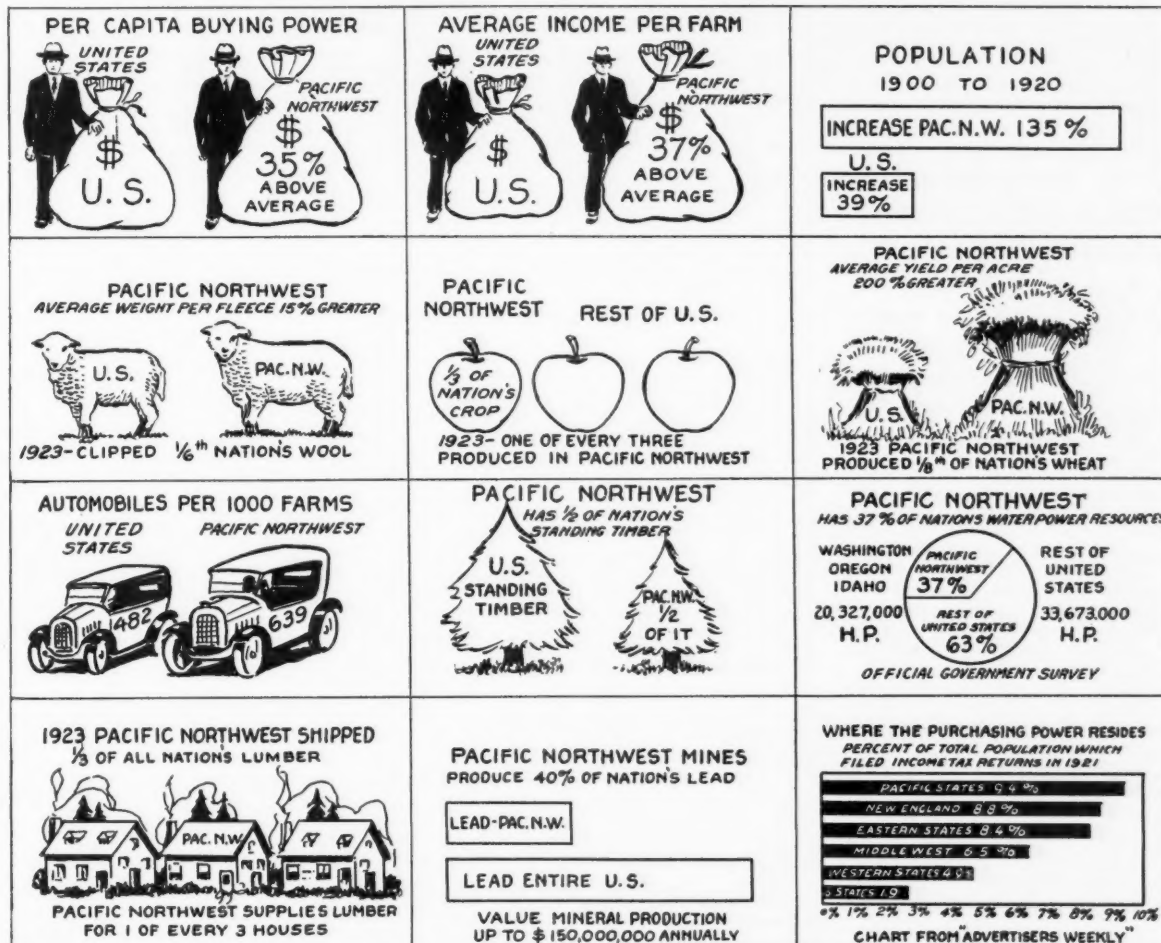 PER CAPITA BUYING POWER
UNITED
STATES
PACIFIC
NORTHWEST
$
U.S.
$
35%
ABOVE
AVERAGE
AVERAGE INCOME PER FARM
UNITED
STATES
PACIFIC
NORTHWEST
$
U.S.
$
37%
ABOVE
AVERAGE
POPULATION
1900 TO 1920
INCREASE PAC.N.W. 135%
U.S.
INCREASE
39%
PACIFIC NORTHWEST
AVERAGE WEIGHT PER FLEECE 15% GREATER
U.S.
PAC.N.W.
1923-CLIPPED 1/6th NATION'S WOOL
PACIFIC
NORTHWEST
REST OF U.S.
1/3 OF
NATION'S
CROP
1923-ONE OF EVERY THREE
PRODUCED IN PACIFIC NORTHWEST
PACIFIC NORTHWEST
AVERAGE YIELD PER ACRE
200% GREATER
U.S.
PAC.N.W.
1923 PACIFIC NORTHWEST
PRODUCED 1/8th OF NATION'S WHEAT
AUTOMOBILES PER 1000 FARMS
UNITED
STATES
PACIFIC NORTHWEST
482
639
PACIFIC NORTHWEST
HAS 1/2 OF NATION'S
STANDING TIMBER
U.S.
STANDING
TIMBER
PAC.N.W.
1/2
OF IT
PACIFIC NORTHWEST
HAS 37% OF NATION'S WATER POWER RESOURCES
WASHINGTON
OREGON
IDAHO
20,327,000
H.P.
PACIFIC
NORTHWEST
37%
REST OF
UNITED STATES
63%
REST OF
UNITED
STATES
33,673.000
H.P.
OFFICIAL GOVERNMENT SURVEY
1923 PACIFIC NORTHWEST SHIPPED
1/3 OF ALL NATION'S LUMBER
PAC.N.W.
PACIFIC NORTHWEST SUPPLIES LUMBER
FOR 1 OF EVERY 3 HOUSES
PACIFIC NORTHWEST MINES
PRODUCE 40% OF NATION'S LEAD
LEAD-PAC.N.W.
LEAD ENTIRE U.S.
VALUE MINERAL PRODUCTION
UP TO $150,000,000 ANNUALLY
WHERE THE PURCHASING POWER RESIDES
PERCENT OF TOTAL POPULATION WHICH
FILED INCOME TAX RETURNS IN 1921
PACIFIC STATES 9.4%
NEW ENGLAND 8.8%
EASTERN STATES 8.4%
MIDDLE WEST 6.5%
WESTERN STATES
STATES 1.9
0% 1% 2% 3% 4% 5% 6% 7% 8% 9% 10%
CHART FROM "ADVERTISERS WEEKLY"